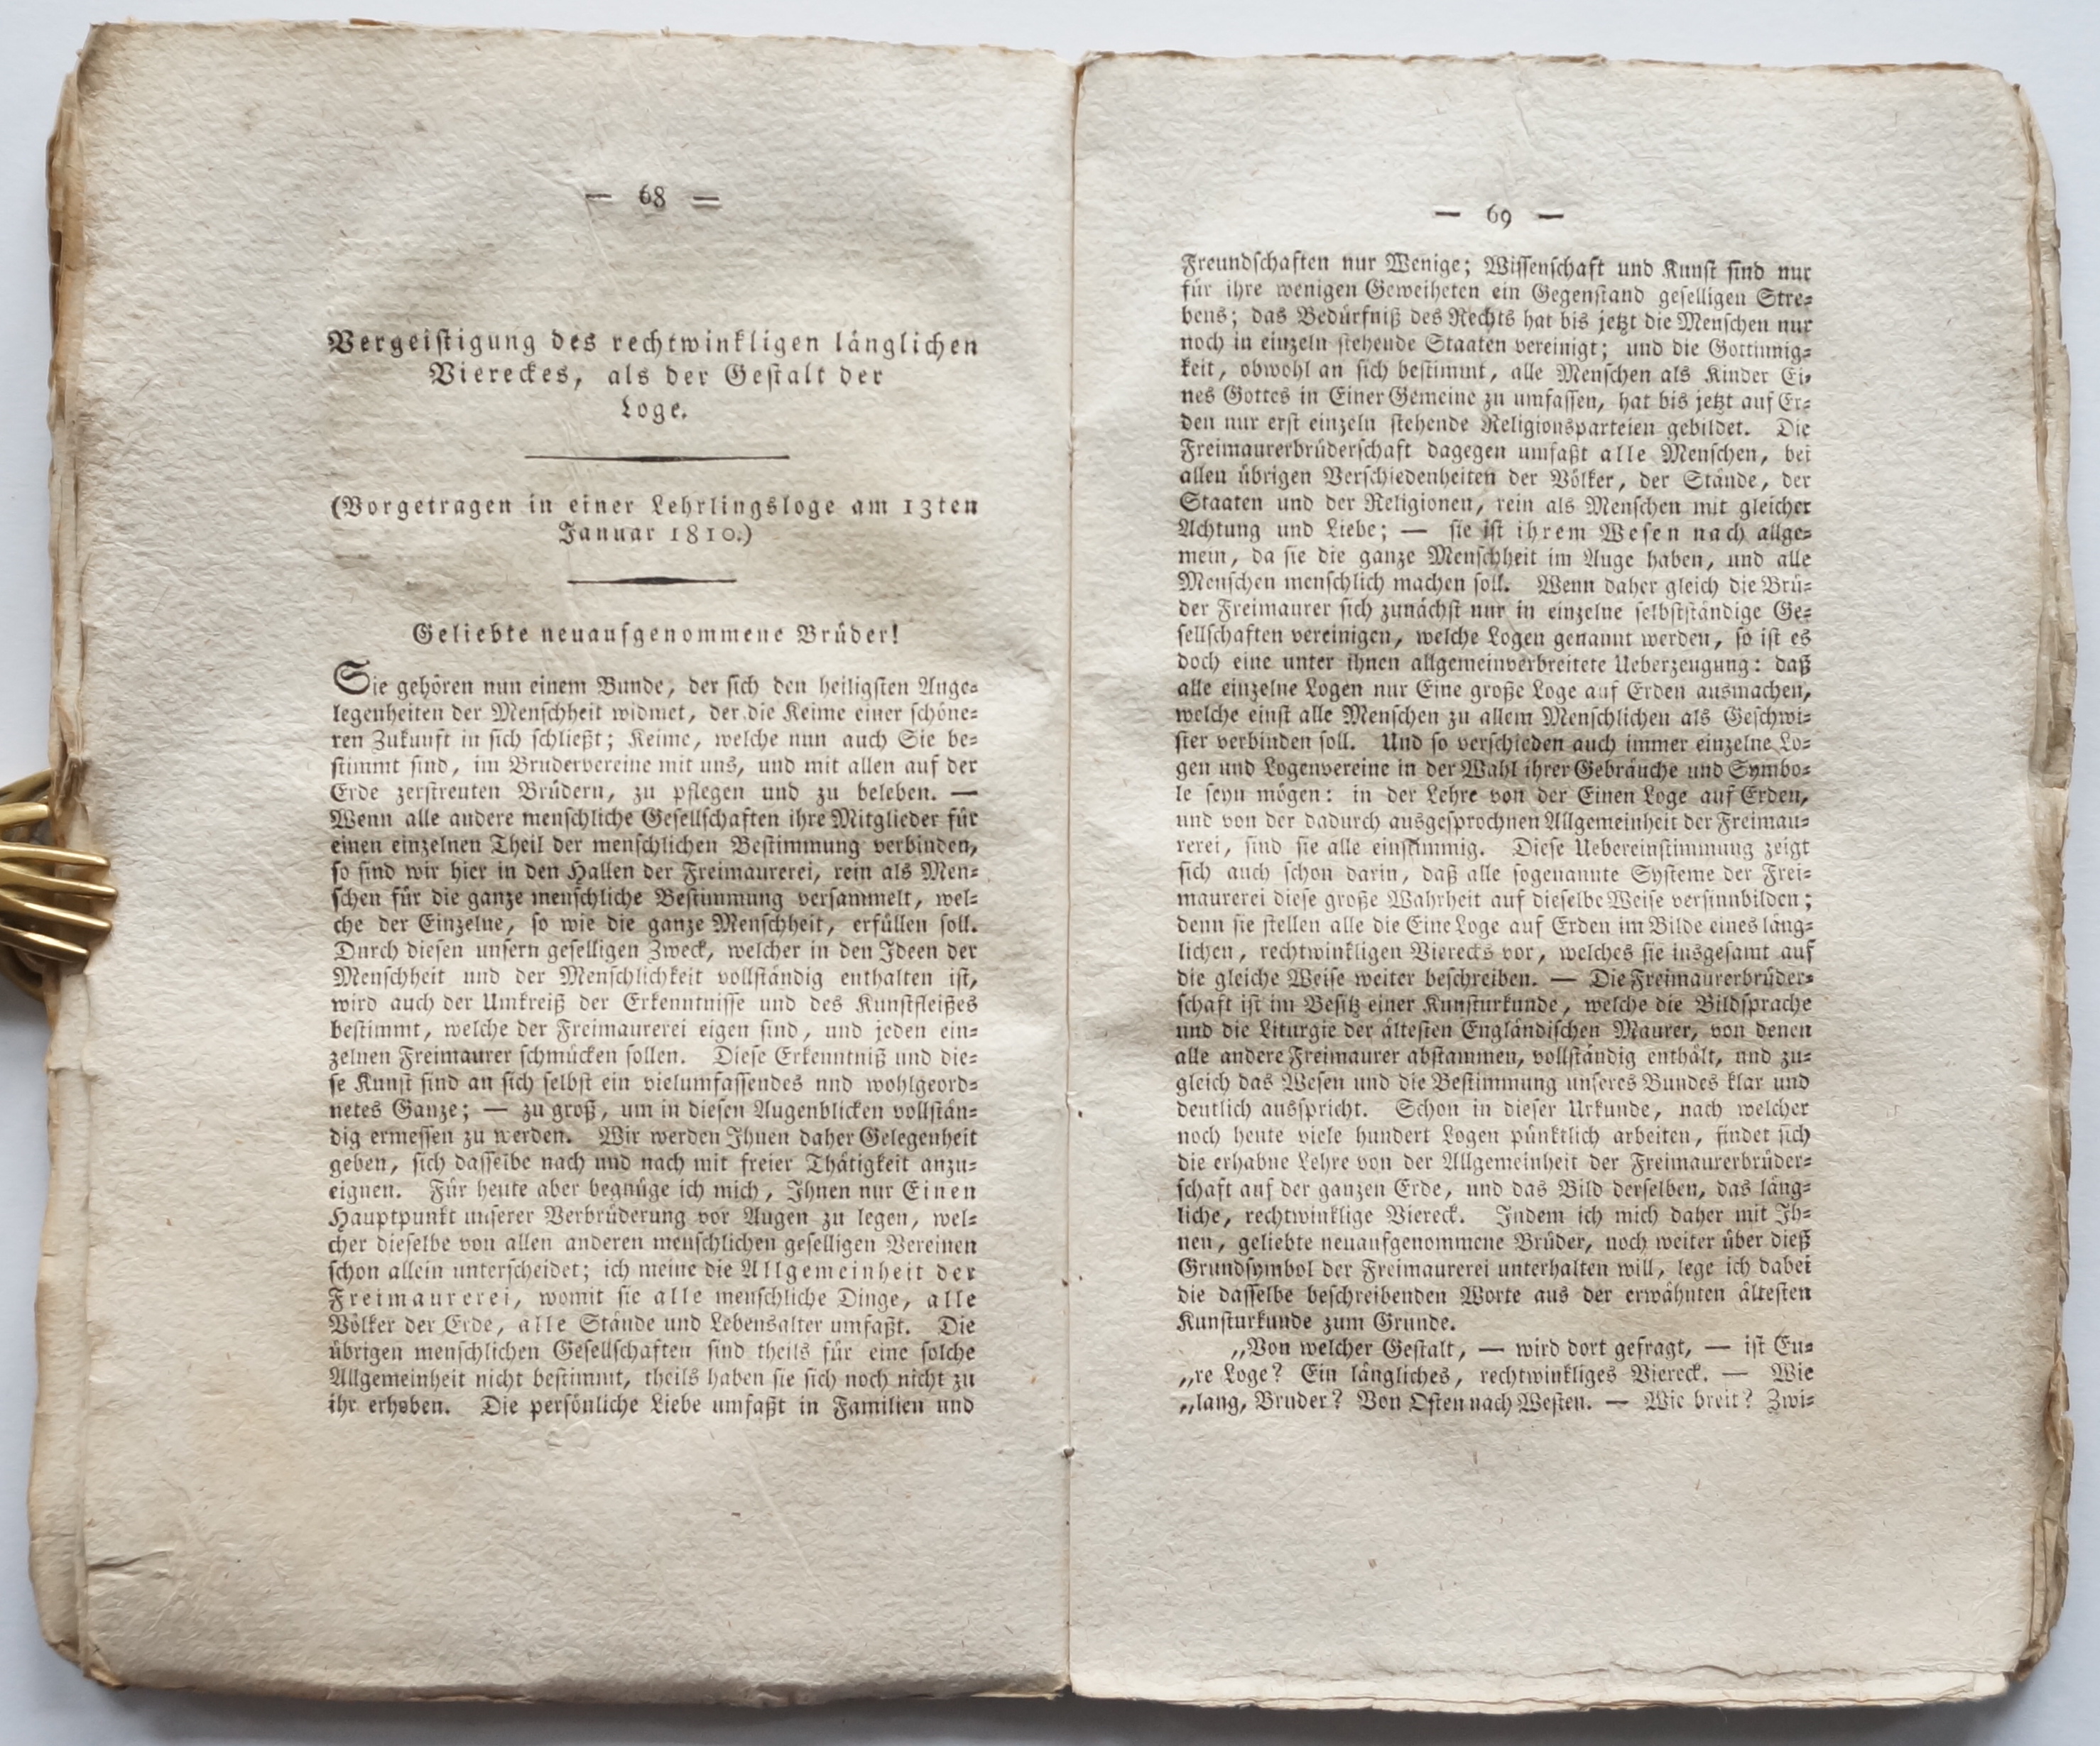 — 68 —
Vergeistigung des rechtwinkligen länglichen
Viereckes, als der Gestalt der
Loge.
(Vorgetragen in einer Lehrlingsloge am 13ten
Januar 1810.)
Geliebte neuaufgenommene Brüder!
Sie gehören nun einem Bunde, der sich den heiligsten Ange⸗
legenheiten der Menschheit widmet, der die Keime einer schöne⸗
ren Zukunft in sich schließt; Keime, welche nun auch Sie be⸗
stimmt sind, im Brudervereine mit uns, und mit allen auf der
Erde zerstreuten Brüdern, zu pflegen und zu beleben. —
Wenn alle andere menschliche Gesellschaften ihre Mitglieder für
einen einzelnen Theil der menschlichen Bestimmung verbinden,
so sind wir hier in den Hallen der Freimaurerei, rein als Men⸗
schen für die ganze menschliche Bestimmung versammelt, wel⸗
che der Einzelne, so wie die ganze Menschheit, erfüllen soll.
Durch diesen unsern geselligen Zweck, welcher in den Ideen der
Menschheit und der Menschlichkeit vollständig enthalten ist,
wird auch der Umkreiß der Erkenntnisse und des Kunstfleißes
bestimmt, welche der Freimaurerei eigen sind, und jeden ein⸗
zelnen Freimaurer schmücken sollen. Diese Erkenntniß und die⸗
se Kunst sind an sich selbst ein vielumfassendes nnd wohlgeord⸗
netes Ganze; — zu groß, um in diesen Augenblicken vollstän⸗
dig ermessen zu werden. Wir werden Ihnen daher Gelegenheit
geben, sich dasselbe nach und nach mit freier Thätigkeit anzu⸗
eignen. Für heute aber begnüge ich mich, Ihnen nur Einen
Hauptpunkt unserer Verbrüderung vor Augen zu legen, wel⸗
cher dieselbe von allen anderen menschlichen geselligen Vereinen
schon allein unterscheidet; ich meine die Allgemeinheit der
Freimaurerei, womit sie alle menschliche Dinge, alle
Völker der Erde, alle Stände und Lebensalter umfaßt. Die
übrigen menschlichen Gesellschaften sind theils für eine solche
Allgemeinheit nicht bestimmt, theils haben sie sich noch nicht zu
ihr erhoben. Die persönliche Liebe umfaßt in Familien und
— 69 —
Freundschaften nur Wenige; Wissenschaft und Kunst sind nur
für ihre wenigen Geweiheten ein Gegenstand geselligen Stre⸗
bens; das Bedürfniß des Rechts hat bis jetzt die Menschen nur
noch in einzeln stehende Staaten vereinigt; und die Gottinnig⸗
keit, obwohl an sich bestimmt, alle Menschen als Kinder Ei⸗
nes Gottes in Einer Gemeine zu umfassen, hat bis jetzt auf Er⸗
den nur erst einzeln stehende Religionsparteien gebildet. Die
Freimaurerbrüderschaft dagegen umfaßt alle Menschen, bei
allen übrigen Verschiedenheiten der Völker, der Stände, der
Staaten und der Religionen, rein als Menschen mit gleicher
Achtung und Liebe; — sie ist ihrem Wesen nach allge⸗
mein, da sie die ganze Menschheit im Auge haben, und alle
Menschen menschlich machen soll. Wenn daher gleich die Brü⸗
der Freimaurer sich zunächst nur in einzelne selbstständige Ge⸗
sellschaften vereinigen, welche Logen genannt werden, so ist es
doch eine unter ihnen allgemeinverbreitete Ueberzeugung: daß
alle einzelne Logen nur Eine große Loge auf Erden ausmachen,
welche einst alle Menschen zu allem Menschlichen als Geschwi⸗
ster verbinden soll. Und so verschieden auch immer einzelne Lo⸗
gen und Logenvereine in der Wahl ihrer Gebräuche und Symbo⸗
le seyn mögen: in der Lehre von der Einen Loge auf Erden,
und von der dadurch ausgesprochnen Allgemeinheit der Freimau⸗
rerei, sind sie alle einstimmig. Diese Uebereinstimmung zeigt
sich auch schon darin, daß alle sogenannte Systeme der Frei⸗
maurerei diese große Wahrheit auf dieselbe Weise versinnbilden;
denn sie stellen alle die Eine Loge auf Erden im Bilde eines läng⸗
lichen, rechtwinkligen Vierecks vor, welches sie insgesamt auf
die gleiche Weise weiter beschreiben. — Die Freimaurerbrüder⸗
schaft ist im Besitz einer Kunsturkunde, welche die Bildsprache
und die Liturgie der ältesten Engländischen Maurer, von denen
alle andere Freimaurer abstammen, vollständig enthält, und zu⸗
gleich das Wesen und die Bestimmung unseres Bundes klar und
deutlich ausspricht. Schon in dieser Urkunde, nach welcher
noch heute viele hundert Logen pünktlich arbeiten, findet sich
die erhabne Lehre von der Allgemeinheit der Freimaurerbrüder⸗
schaft auf der ganzen Erde, und das Bild derselben, das läng⸗
liche, rechtwinklige Viereck. Indem ich mich daher mit Ih⸗
nen, geliebte neuaufgenommene Brüder, noch weiter über dieß
Grundsymbol der Freimaurerei unterhalten will, lege ich dabei
die dasselbe beschreibenden Worte aus der erwähnten ältesten
Kunsturkunde zum Grunde.
„Von welcher Gestalt, — wird dort gefragt, — ist Eu⸗
„re Loge? Ein längliches, rechtwinkliges Viereck. — Wie
„lang, Bruder? Von Osten nach Westen. — Wie breit? Zwi⸗